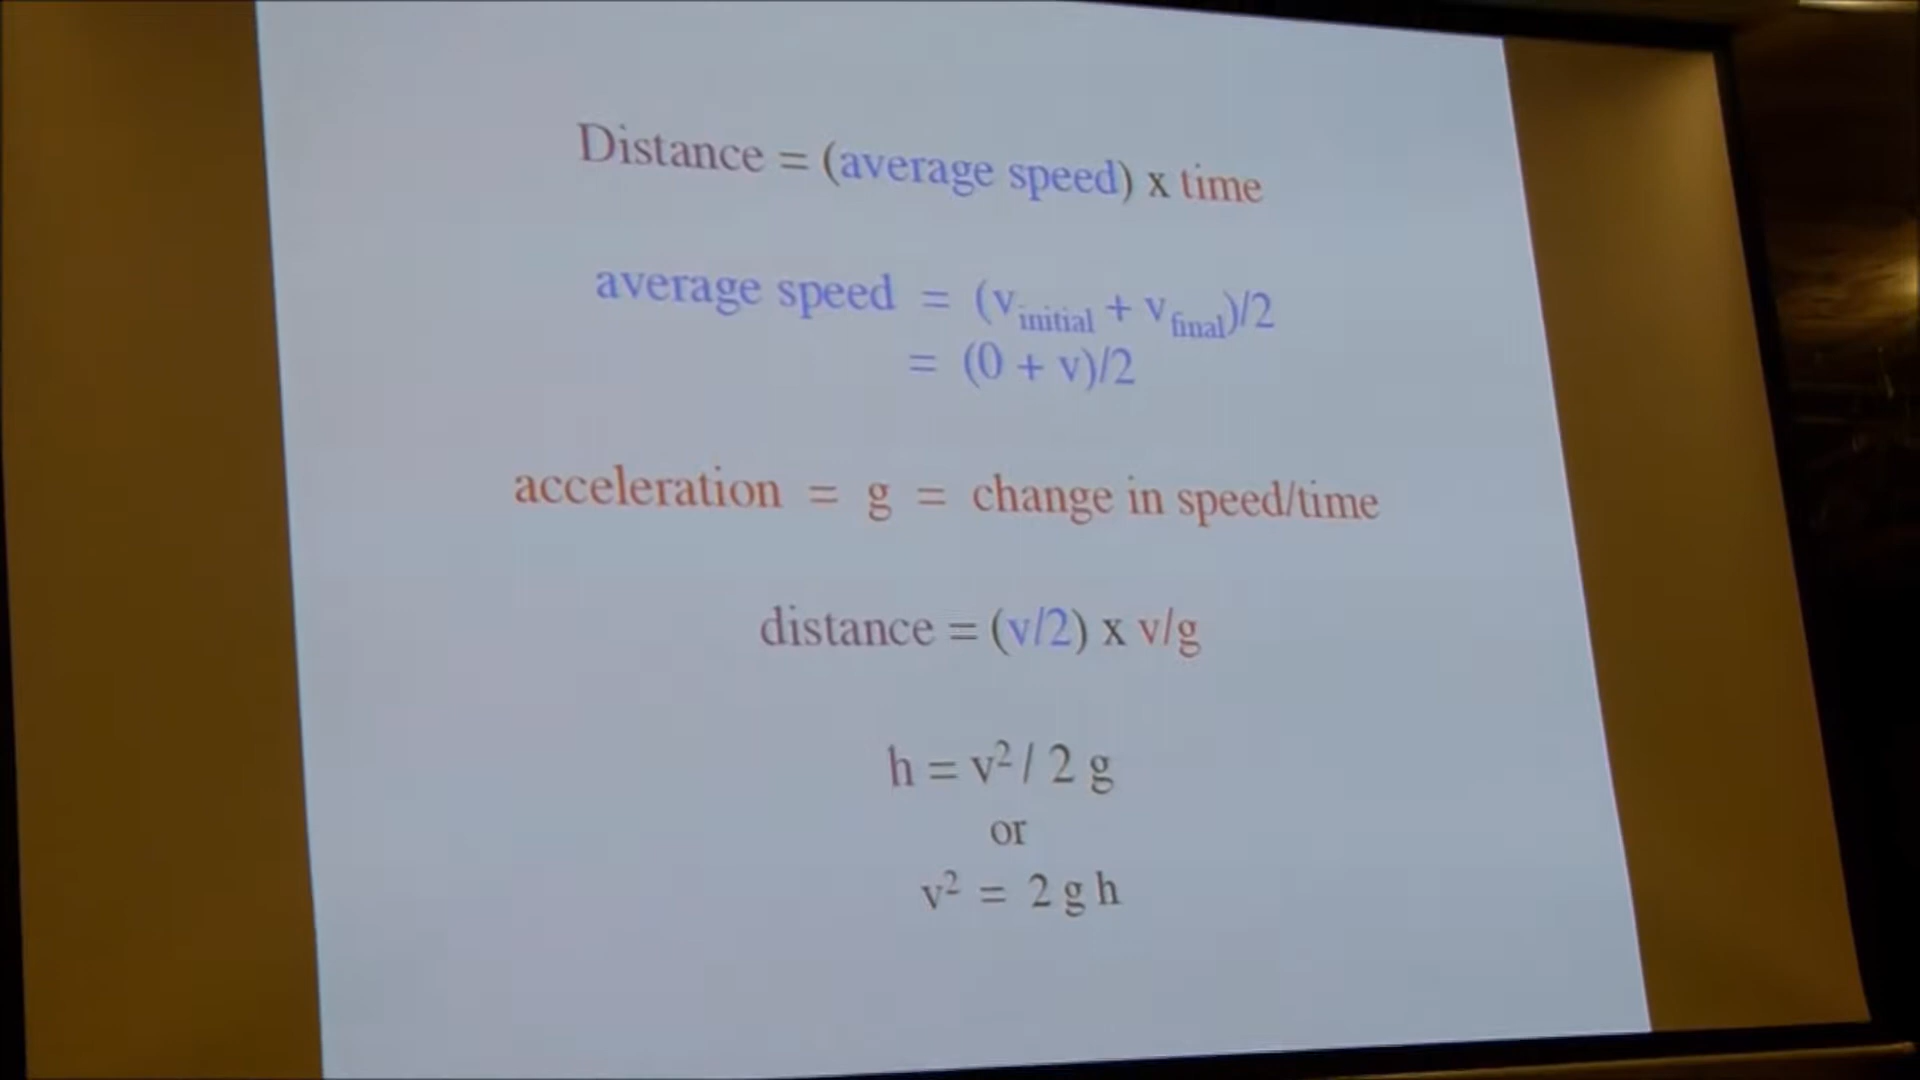 Distance = (average speed) x time
average speed = (v_initial + v_final)/2
= (0 + v)/2
acceleration = g = change in speed/time
distance = (v/2) x v/g
h = v² / 2 g
or
v² = 2 g h